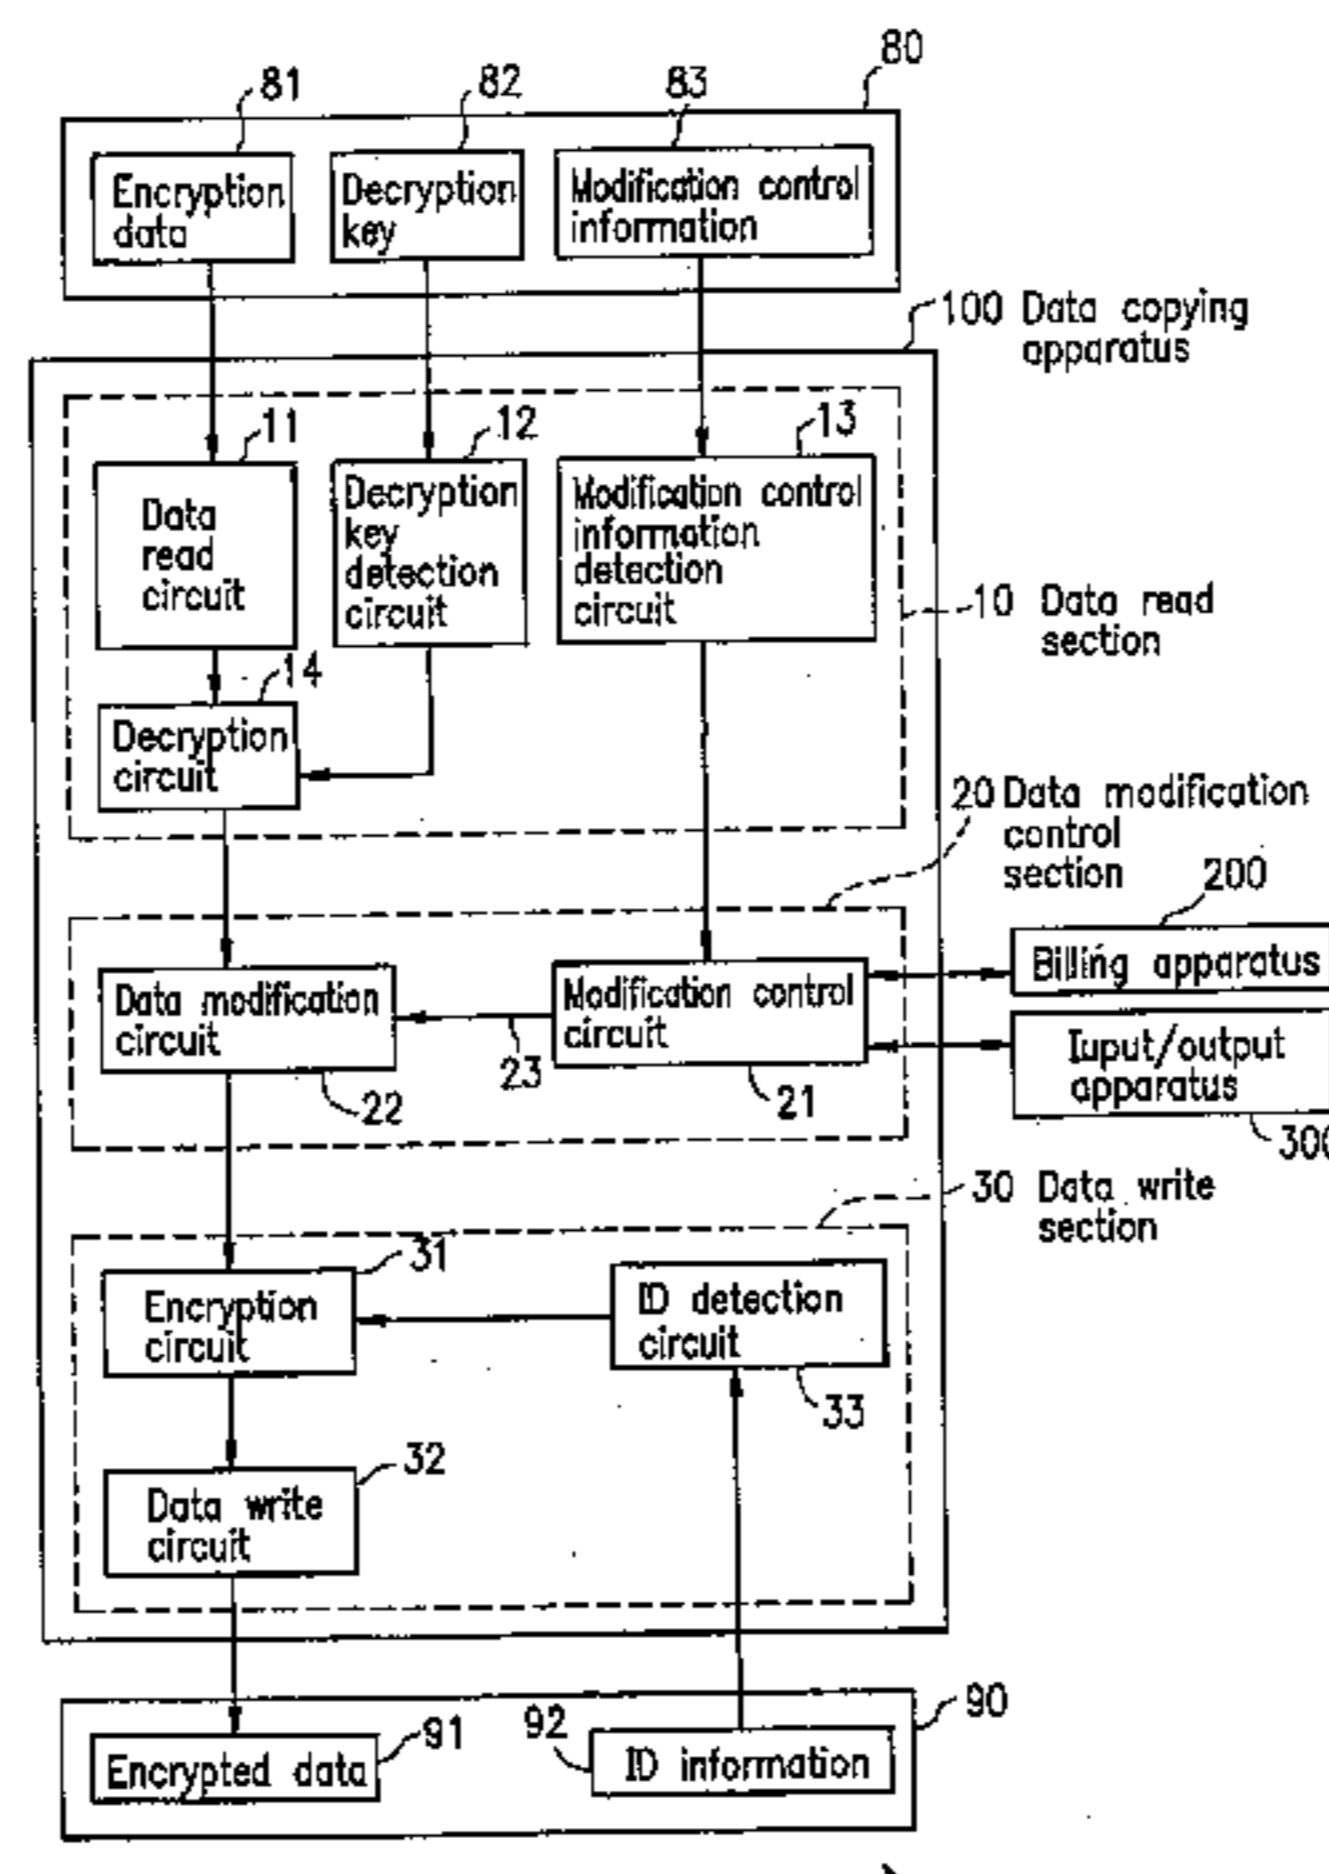 80
81
82
83
Encryption
data
Decryption
key
Modification control
information
100 Data copying
apparatus
11
12
13
Data
read
circuit
Decryption
key
detection
circuit
Modification control
information
detection
circuit
10 Data read
section
14
Decryption
circuit
20 Data modification
control
section
200
Billing apparatus
Data modification
circuit
23
Modification control
circuit
Iuput/output
apparatus
22
21
300
30 Data write
section
31
Encryption
circuit
ID detection
circuit
33
32
Data write
circuit
90
91
92
Encrypted data
ID information